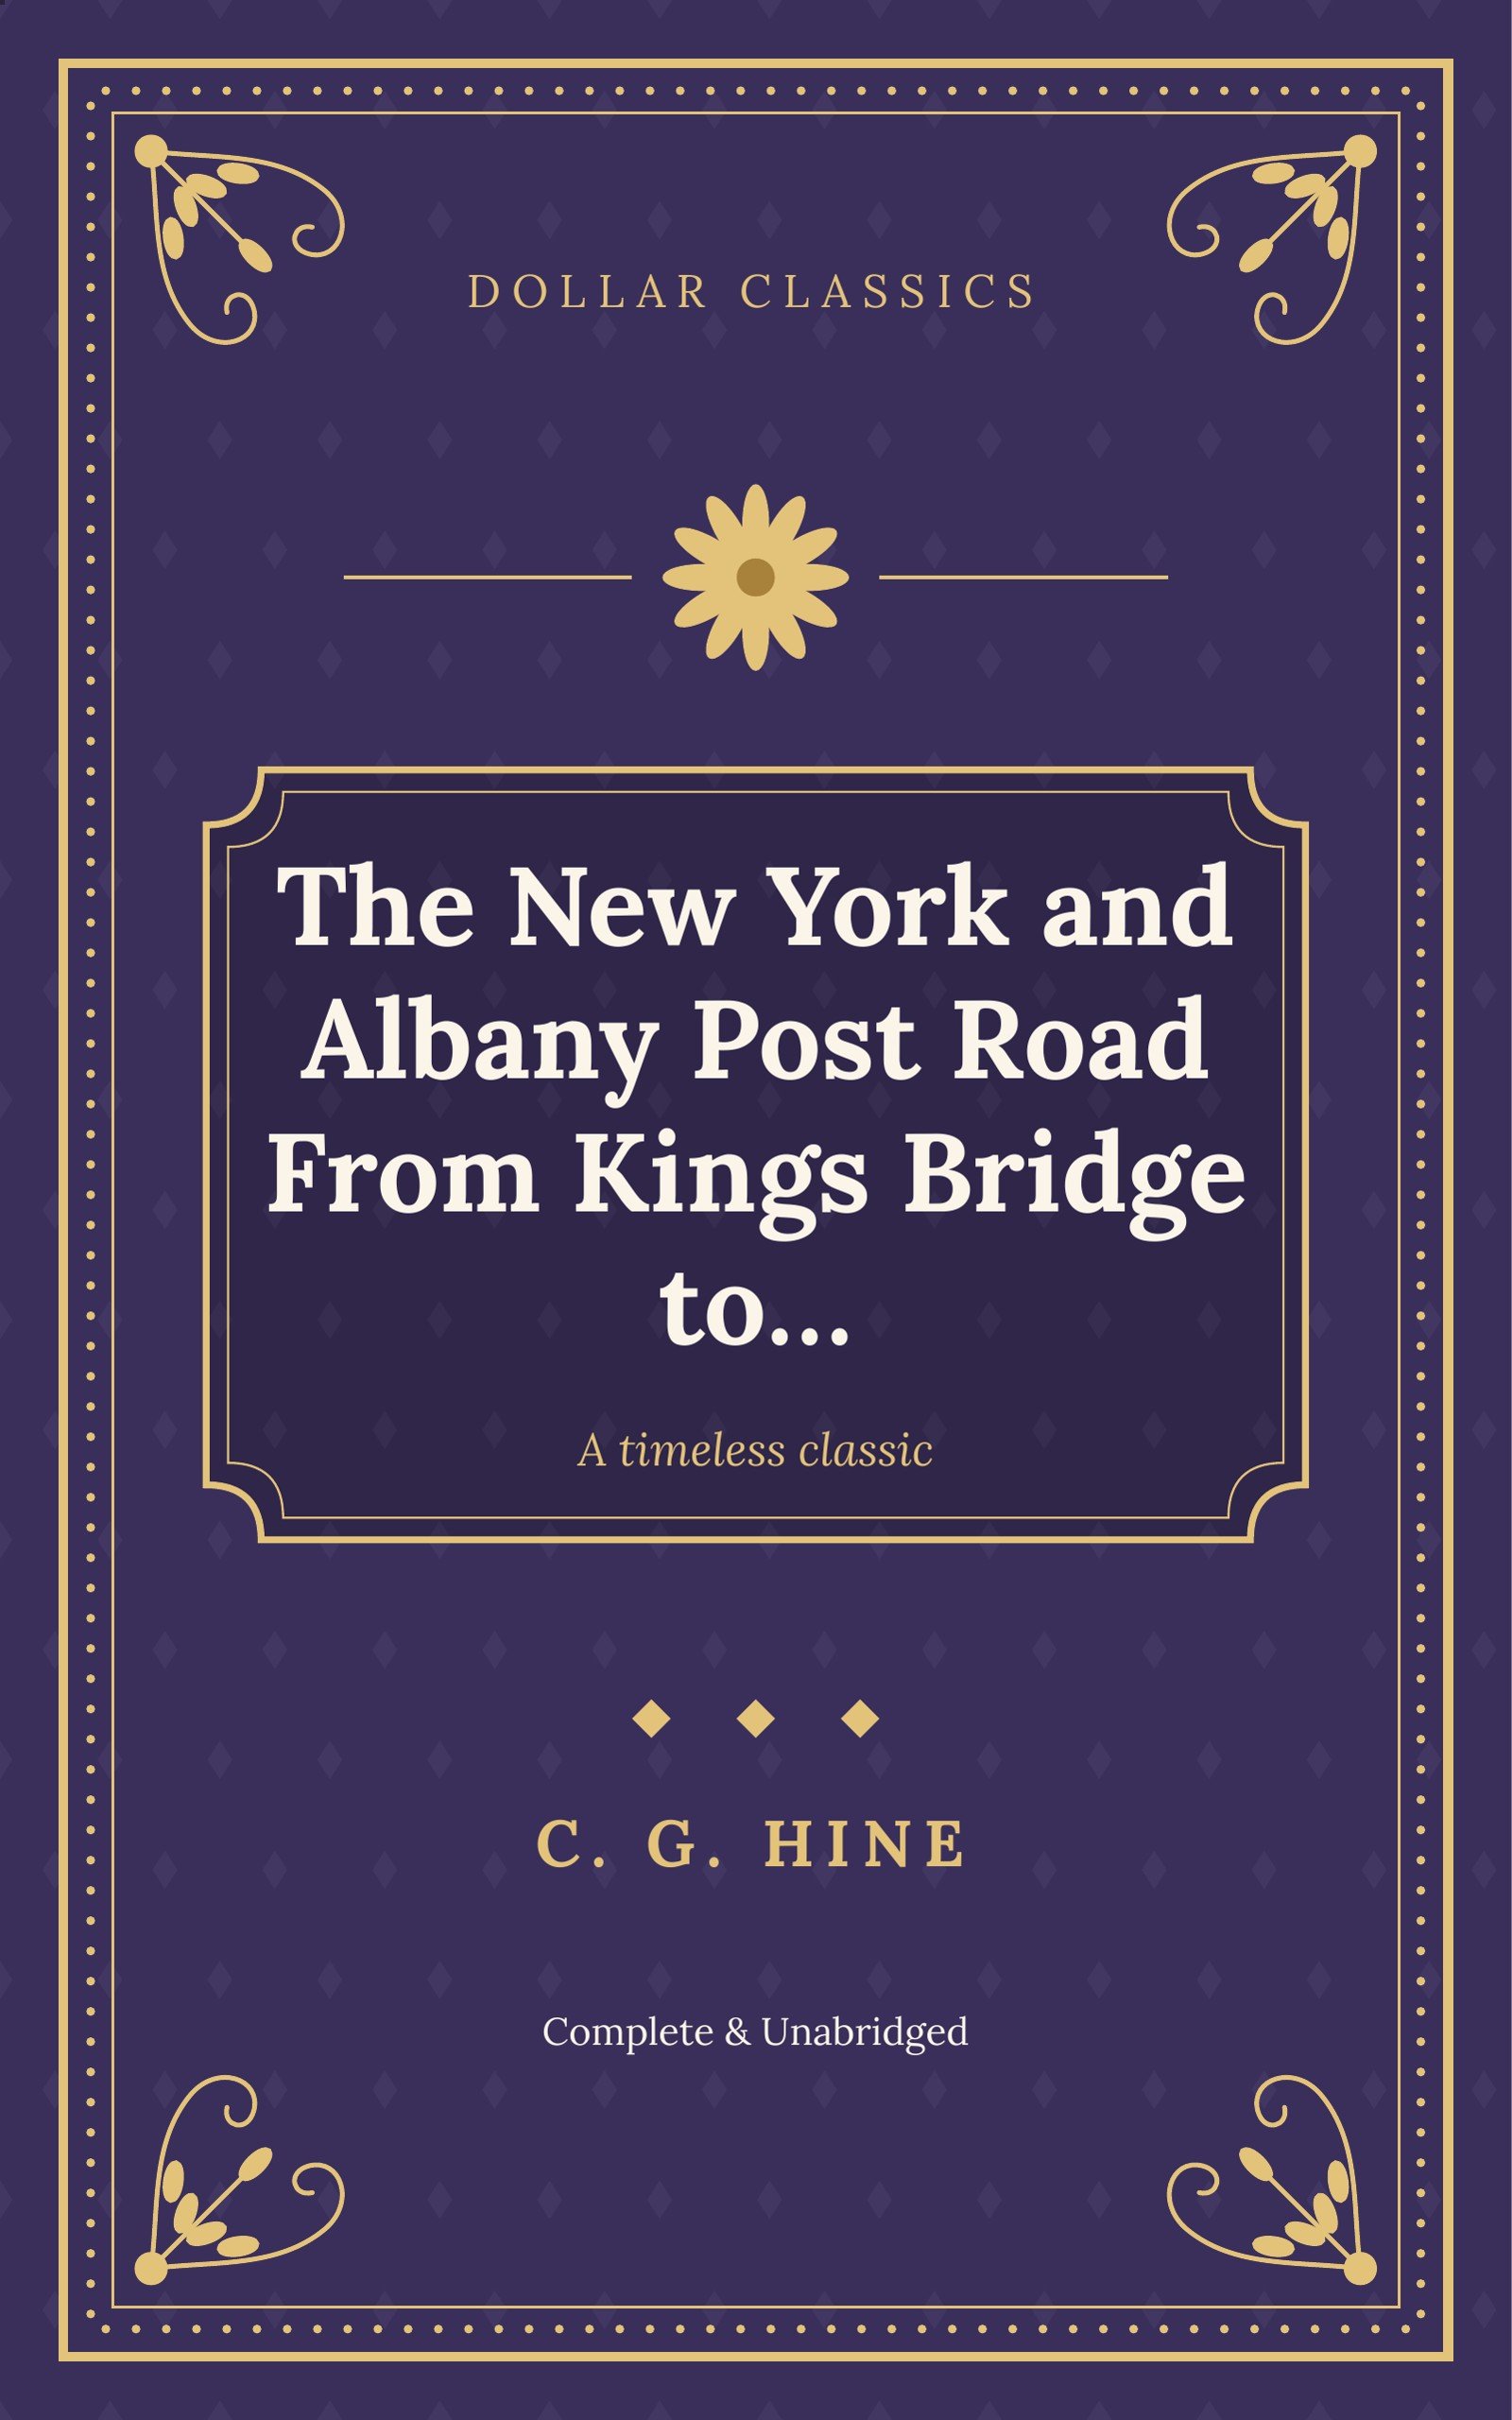 DOLLAR CLASSICS
The New York and
Albany Post Road
From Kings Bridge
to...
A timeless classic
C. G. HINE
Complete & Unabridged